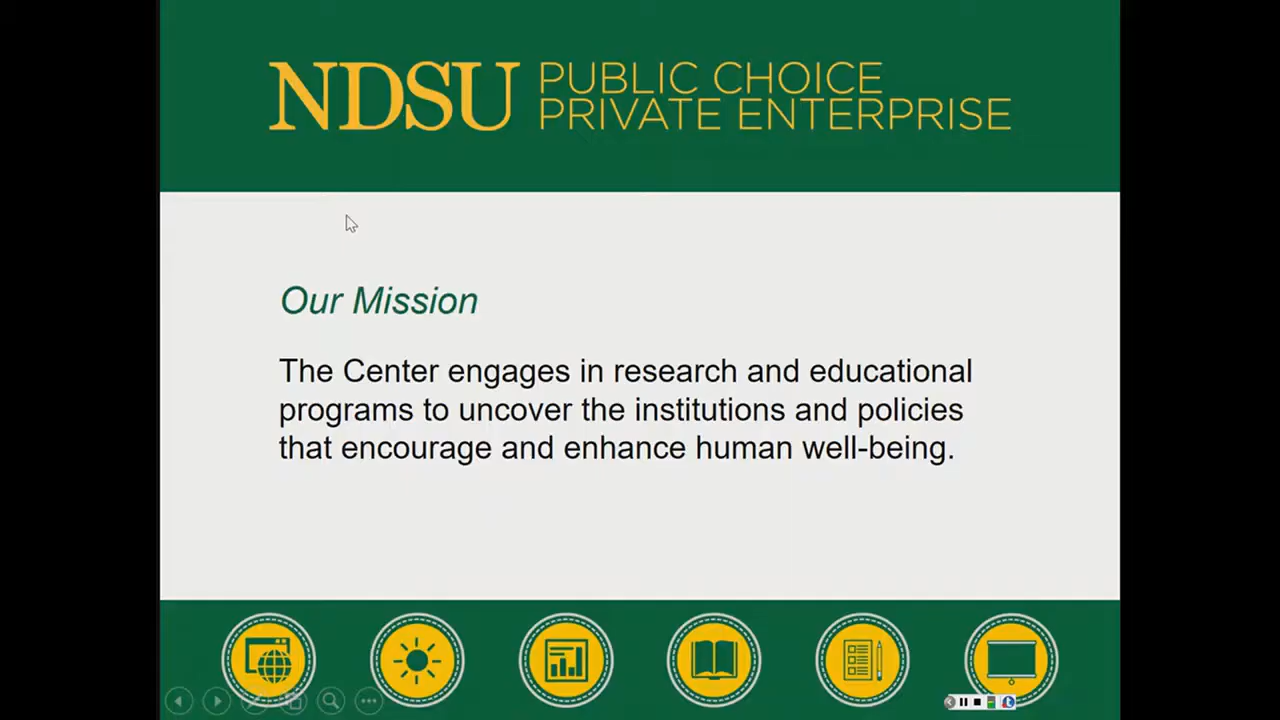 NDSU
PUBLIC CHOICE
PRIVATE ENTERPRISE
Our Mission
The Center engages in research and educational
programs to uncover the institutions and policies
that encourage and enhance human well-being.